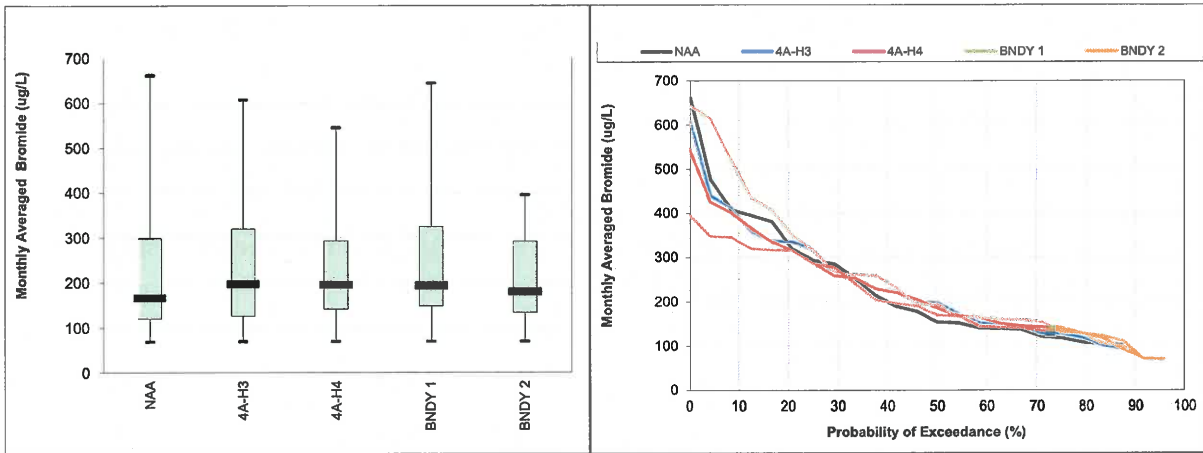 Monthly Averaged Bromide (ug/L)
700
600
500
400
300
200
100
0
NAA
4A-H3
4A-H4
BNDY 1
BNDY 2
NAA 4A-H3 4A-H4 BNDY 1 BNDY 2
Monthly Averaged Bromide (ug/L)
700
600
500
400
300
200
100
0
0 10 20 30 40 50 60 70 80 90 100
Probability of Exceedance (%)